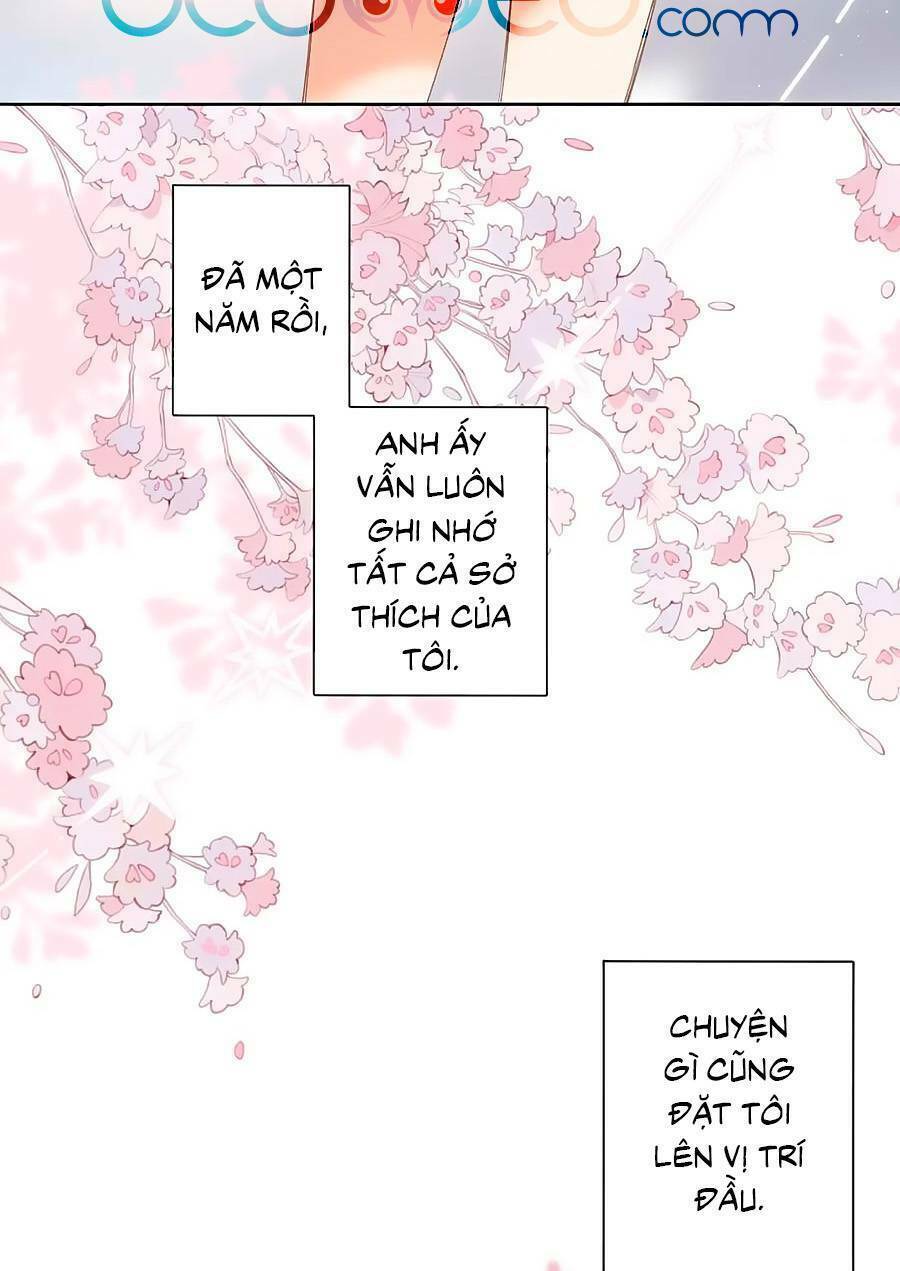 ocomoco.comm
ĐÃ MỘT
NĂM RỒI,
ANH ẤY
VẪN LUÔN
GHI NHỚ
TẤT CẢ SỞ
THÍCH CỦA
TÔI.
CHUYỆN
GÌ CŨNG
ĐẶT TÔI
LÊN VỊ TRÍ
ĐẦU.